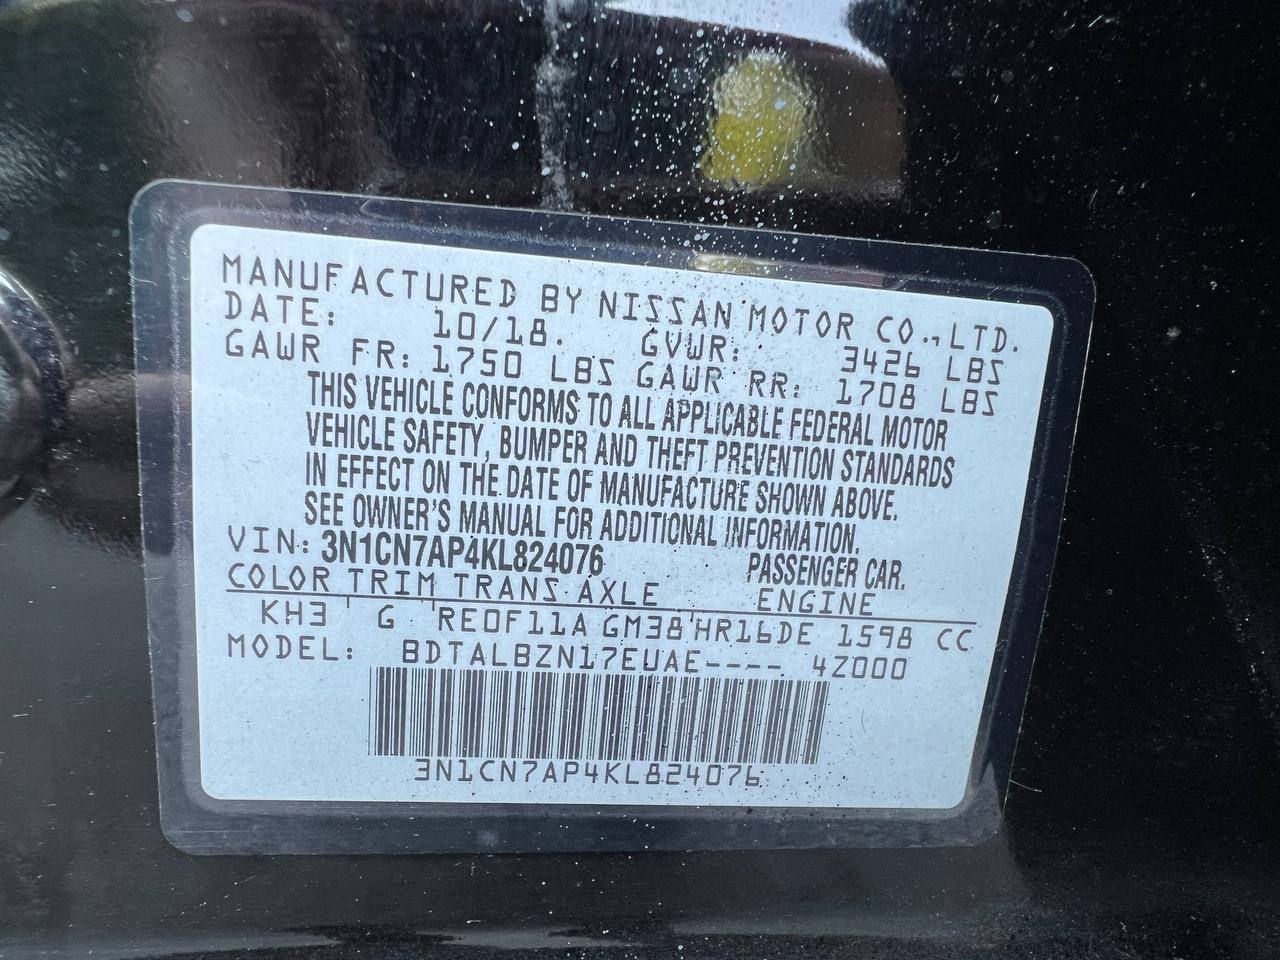 MANUFACTURED BY NISSAN MOTOR CO.,LTD.
DATE: 10/18. GVWR: 3426 LBS
GAWR FR: 1750 LBS GAWR RR: 1708 LBS
THIS VEHICLE CONFORMS TO ALL APPLICABLE FEDERAL MOTOR
VEHICLE SAFETY, BUMPER AND THEFT PREVENTION STANDARDS
IN EFFECT ON THE DATE OF MANUFACTURE SHOWN ABOVE.
SEE OWNER'S MANUAL FOR ADDITIONAL INFORMATION.
VIN: 3N1CN7AP4KL824076 PASSENGER CAR.
COLOR TRIM TRANS AXLE ENGINE
KH3 G RE0F11A GM38 HR16DE 1598 CC
MODEL: BDTALBZN17EUAE---- 4Z000
3N1CN7AP4KL824076